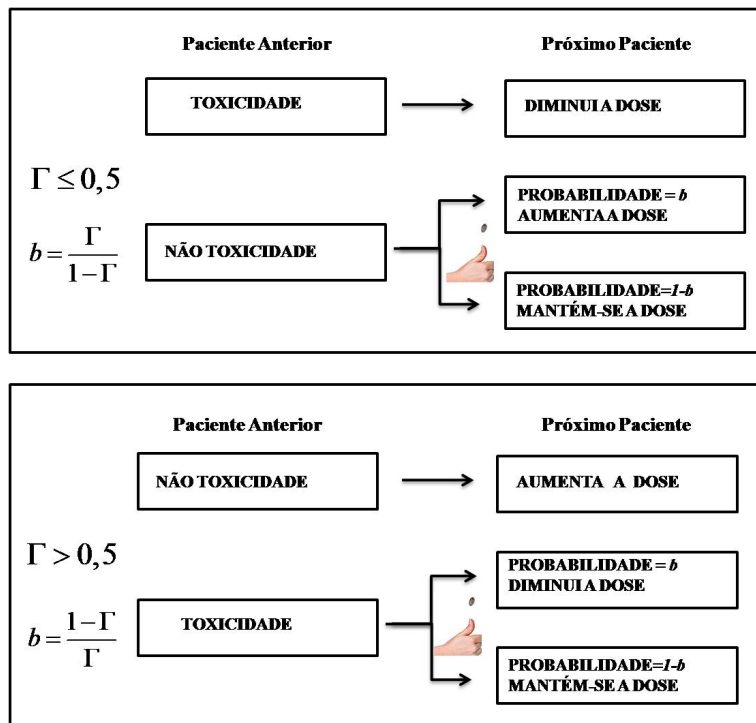 Paciente Anterior
Próximo Paciente
TOXICIDADE
DIMINUI A DOSE
Γ ≤ 0,5
b = Γ / (1−Γ)
NÃO TOXICIDADE
PROBABILIDADE = b
AUMENTA A DOSE
PROBABILIDADE=1-b
MANTÉM-SE A DOSE
Paciente Anterior
Próximo Paciente
NÃO TOXICIDADE
AUMENTA A DOSE
Γ > 0,5
b = (1−Γ) / Γ
TOXICIDADE
PROBABILIDADE = b
DIMINUI A DOSE
PROBABILIDADE=1-b
MANTÉM-SE A DOSE